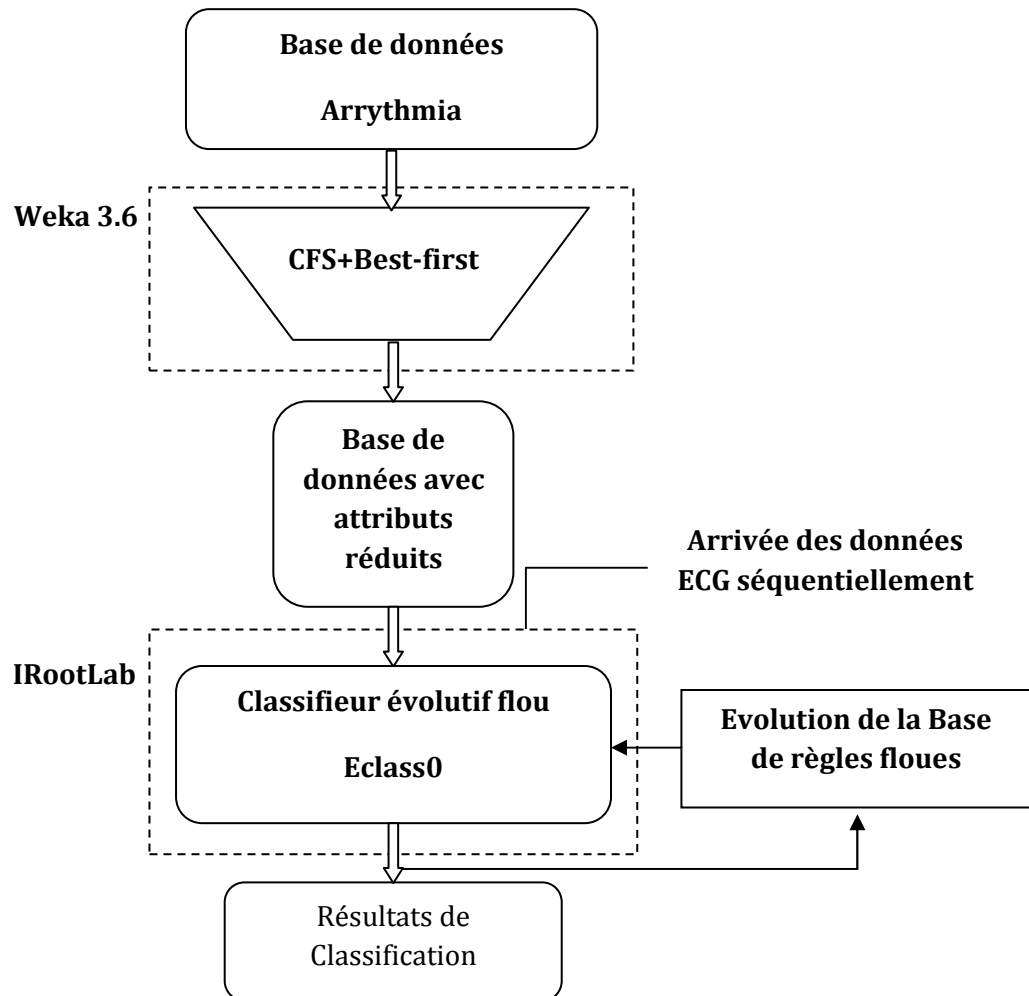 Base de données
Arrythmia
Weka 3.6
CFS+Best-first
Base de
données avec
attributs
réduits
Arrivée des données
ECG séquentiellement
IRootLab
Classifieur évolutif flou
Eclass0
Evolution de la Base
de règles floues
Résultats de
Classification